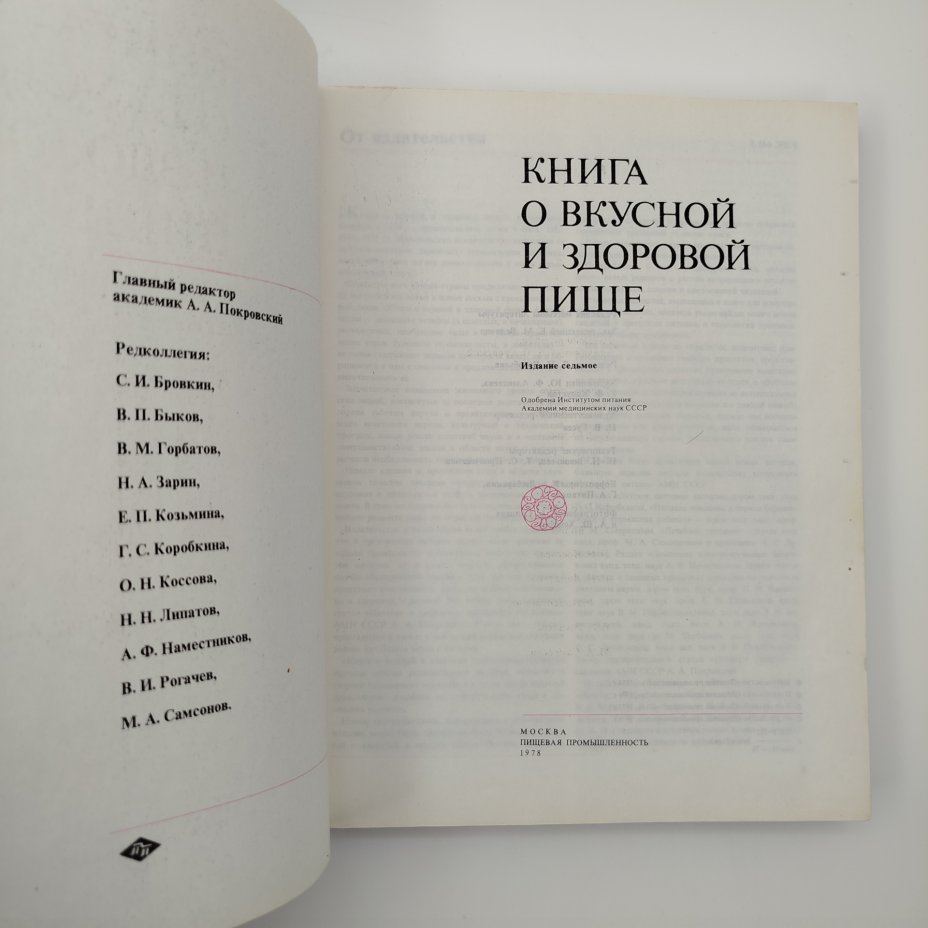 Главный редактор
академик А. А. Покровский
Редколлегия:
С. И. Бровкин,
В. П. Быков,
В. М. Горбатов,
Н. А. Зарин,
Е. П. Козьмина,
Г. С. Коробкина,
О. Н. Коссова,
Н. Н. Липатов,
А. Ф. Наместников,
В. И. Рогачев,
М. А. Самсонов.
ПП
КНИГА
О ВКУСНОЙ
И ЗДОРОВОЙ
ПИЩЕ
Издание седьмое
Одобрена Институтом питания
Академии медицинских наук СССР
МОСКВА
ПИЩЕВАЯ ПРОМЫШЛЕННОСТЬ
1978